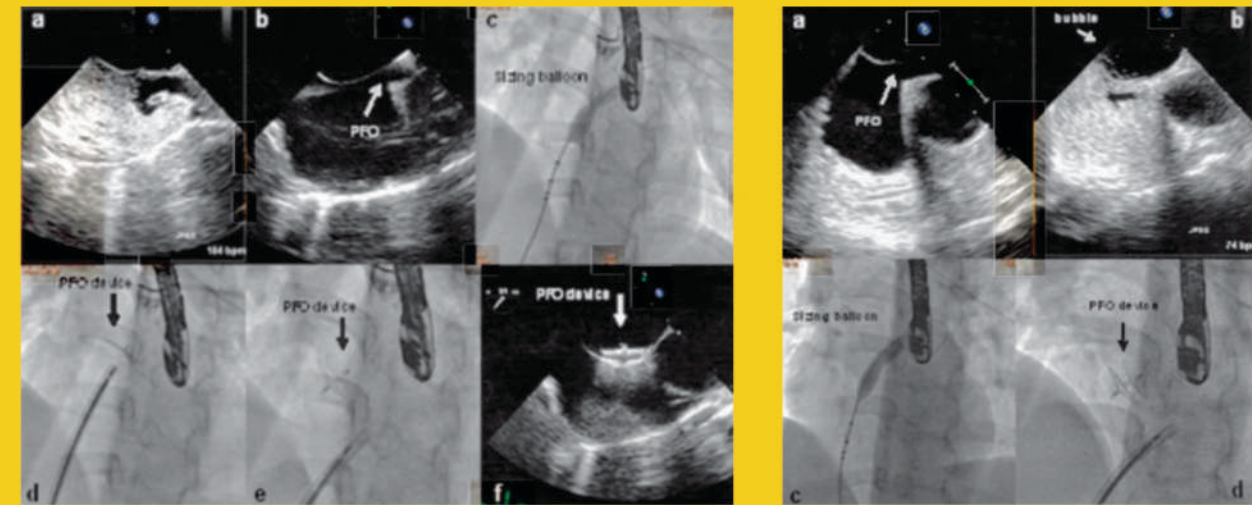 a
b
PFO
c
Sizing balloon
184 bpm
PFO device
d
PFO device
e
PFO device
f
a
PFO
bubble
b
JPEG
74 bpm
Sizing balloon
c
PFO device
d